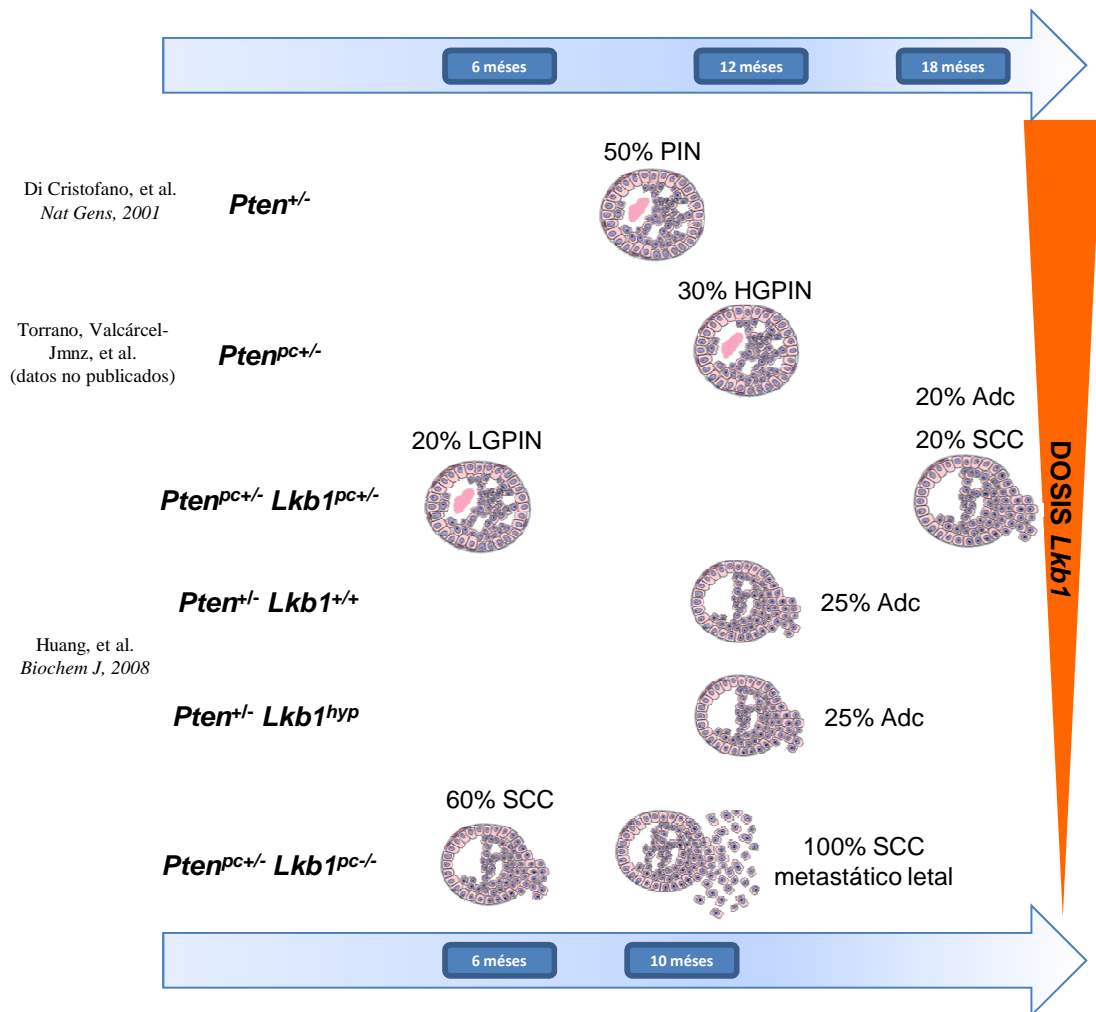 6 méses
12 méses
18 méses
50% PIN
Di Cristofano, et al.
Nat Gens, 2001
Pten+/-
30% HGPIN
Torrano, Valcárcel-
Jmnz, et al.
(datos no publicados)
Ptenpc+/-
20% Adc
20% LGPIN
20% SCC
Ptenpc+/- Lkb1pc+/-
DOSIS Lkb1
Pten+/- Lkb1+/+
25% Adc
Huang, et al.
Biochem J, 2008
Pten+/- Lkb1hyp
25% Adc
60% SCC
Ptenpc+/- Lkb1pc-/-
100% SCC
metastático letal
6 méses
10 méses